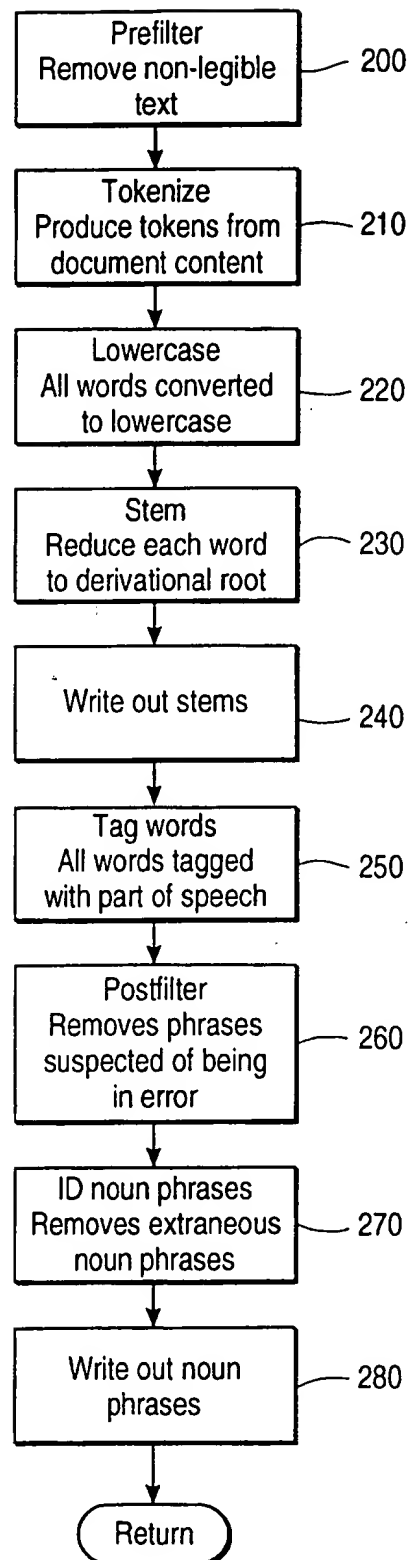 Prefilter
Remove non-legible
text
200
Tokenize
Produce tokens from
document content
210
Lowercase
All words converted
to lowercase
220
Stem
Reduce each word
to derivational root
230
Write out stems
240
Tag words
All words tagged
with part of speech
250
Postfilter
Removes phrases
suspected of being
in error
260
ID noun phrases
Removes extraneous
noun phrases
270
Write out noun
phrases
280
Return